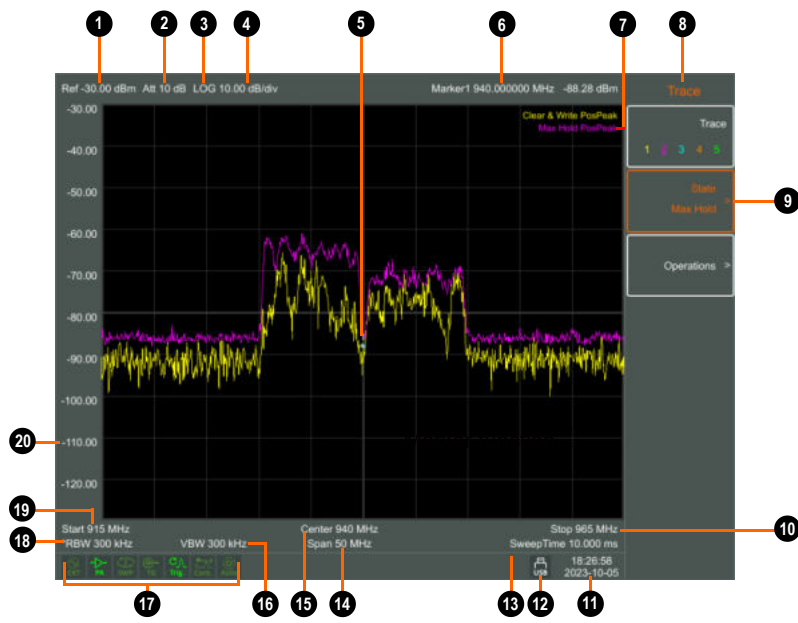 1 2 3 4 5 6 7 8
Ref -30.00 dBm Att 10 dB LOG 10.00 dB/div Marker1 940.000000 MHz -88.28 dBm Trace
-30.00
Clear & Write PosPeak
Max Hold PosPeak
Trace
1 2 3 4 5
-40.00
-50.00
State
Max Hold >
9
-60.00
Operations >
-70.00
-80.00
-90.00
-100.00
20 -110.00
-120.00
19
Start 915 MHz Center 940 MHz Stop 965 MHz
10
18
RBW 300 kHz VBW 300 kHz Span 50 MHz SweepTime 10.000 ms
EXT PA TG Trig Corr USB 18:26:58
2023-10-05
17 16 15 14 13 12 11